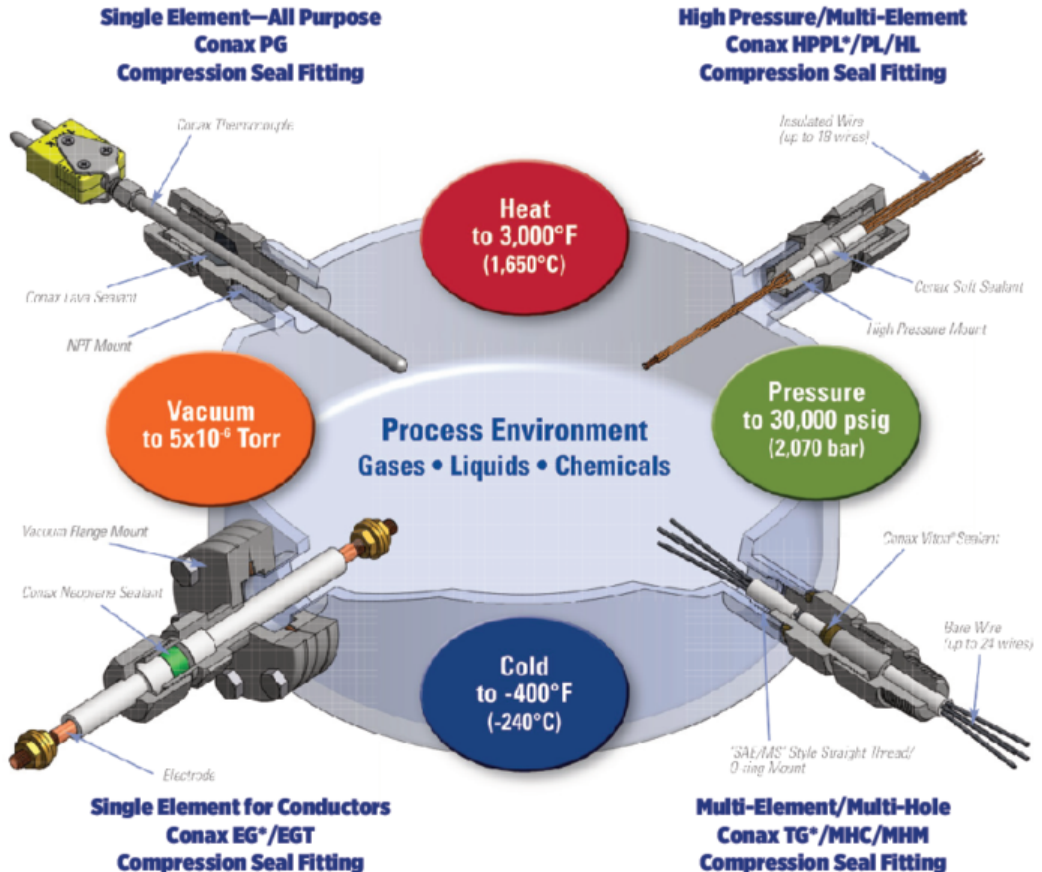 Single Element—All Purpose
Conax PG
Compression Seal Fitting
High Pressure/Multi-Element
Conax HPPL*/PL/HL
Compression Seal Fitting
Conax Thermocouple
Insulated Wire
(up to 18 wires)
Heat
to 3,000°F
(1,650°C)
Conax Lava Sealant
NPT Mount
Conax Soft Sealant
High Pressure Mount
Vacuum
to 5x10⁻⁶ Torr
Process Environment
Gases • Liquids • Chemicals
Pressure
to 30,000 psig
(2,070 bar)
Vacuum Flange Mount
Conax Neoprene Sealant
Conax Viton® Sealant
Bare Wire
(up to 24 wires)
Cold
to -400°F
(-240°C)
Electrode
"SAE/MS" Style Straight Thread/
O-ring Mount
Single Element for Conductors
Conax EG*/EGT
Compression Seal Fitting
Multi-Element/Multi-Hole
Conax TG*/MHC/MHM
Compression Seal Fitting